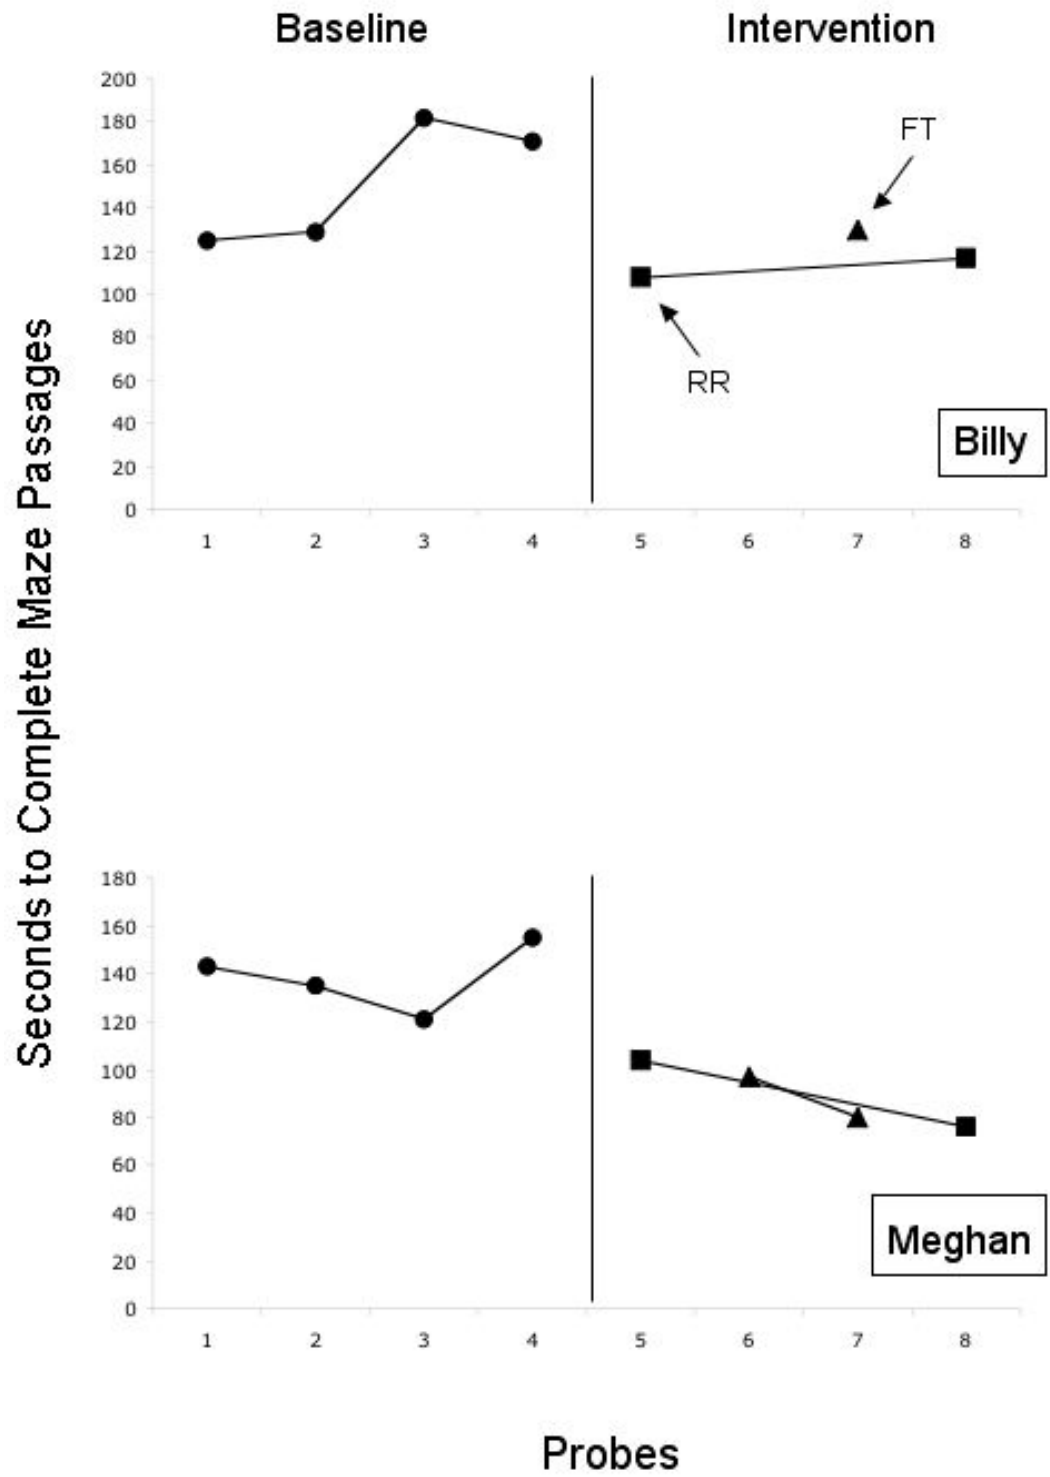 Baseline Intervention
200
180
160
140
120
100
80
60
40
20
0
FT
RR
Billy
1 2 3 4 5 6 7 8
Seconds to Complete Maze Passages
180
160
140
120
100
80
60
40
20
0
Meghan
1 2 3 4 5 6 7 8
Probes